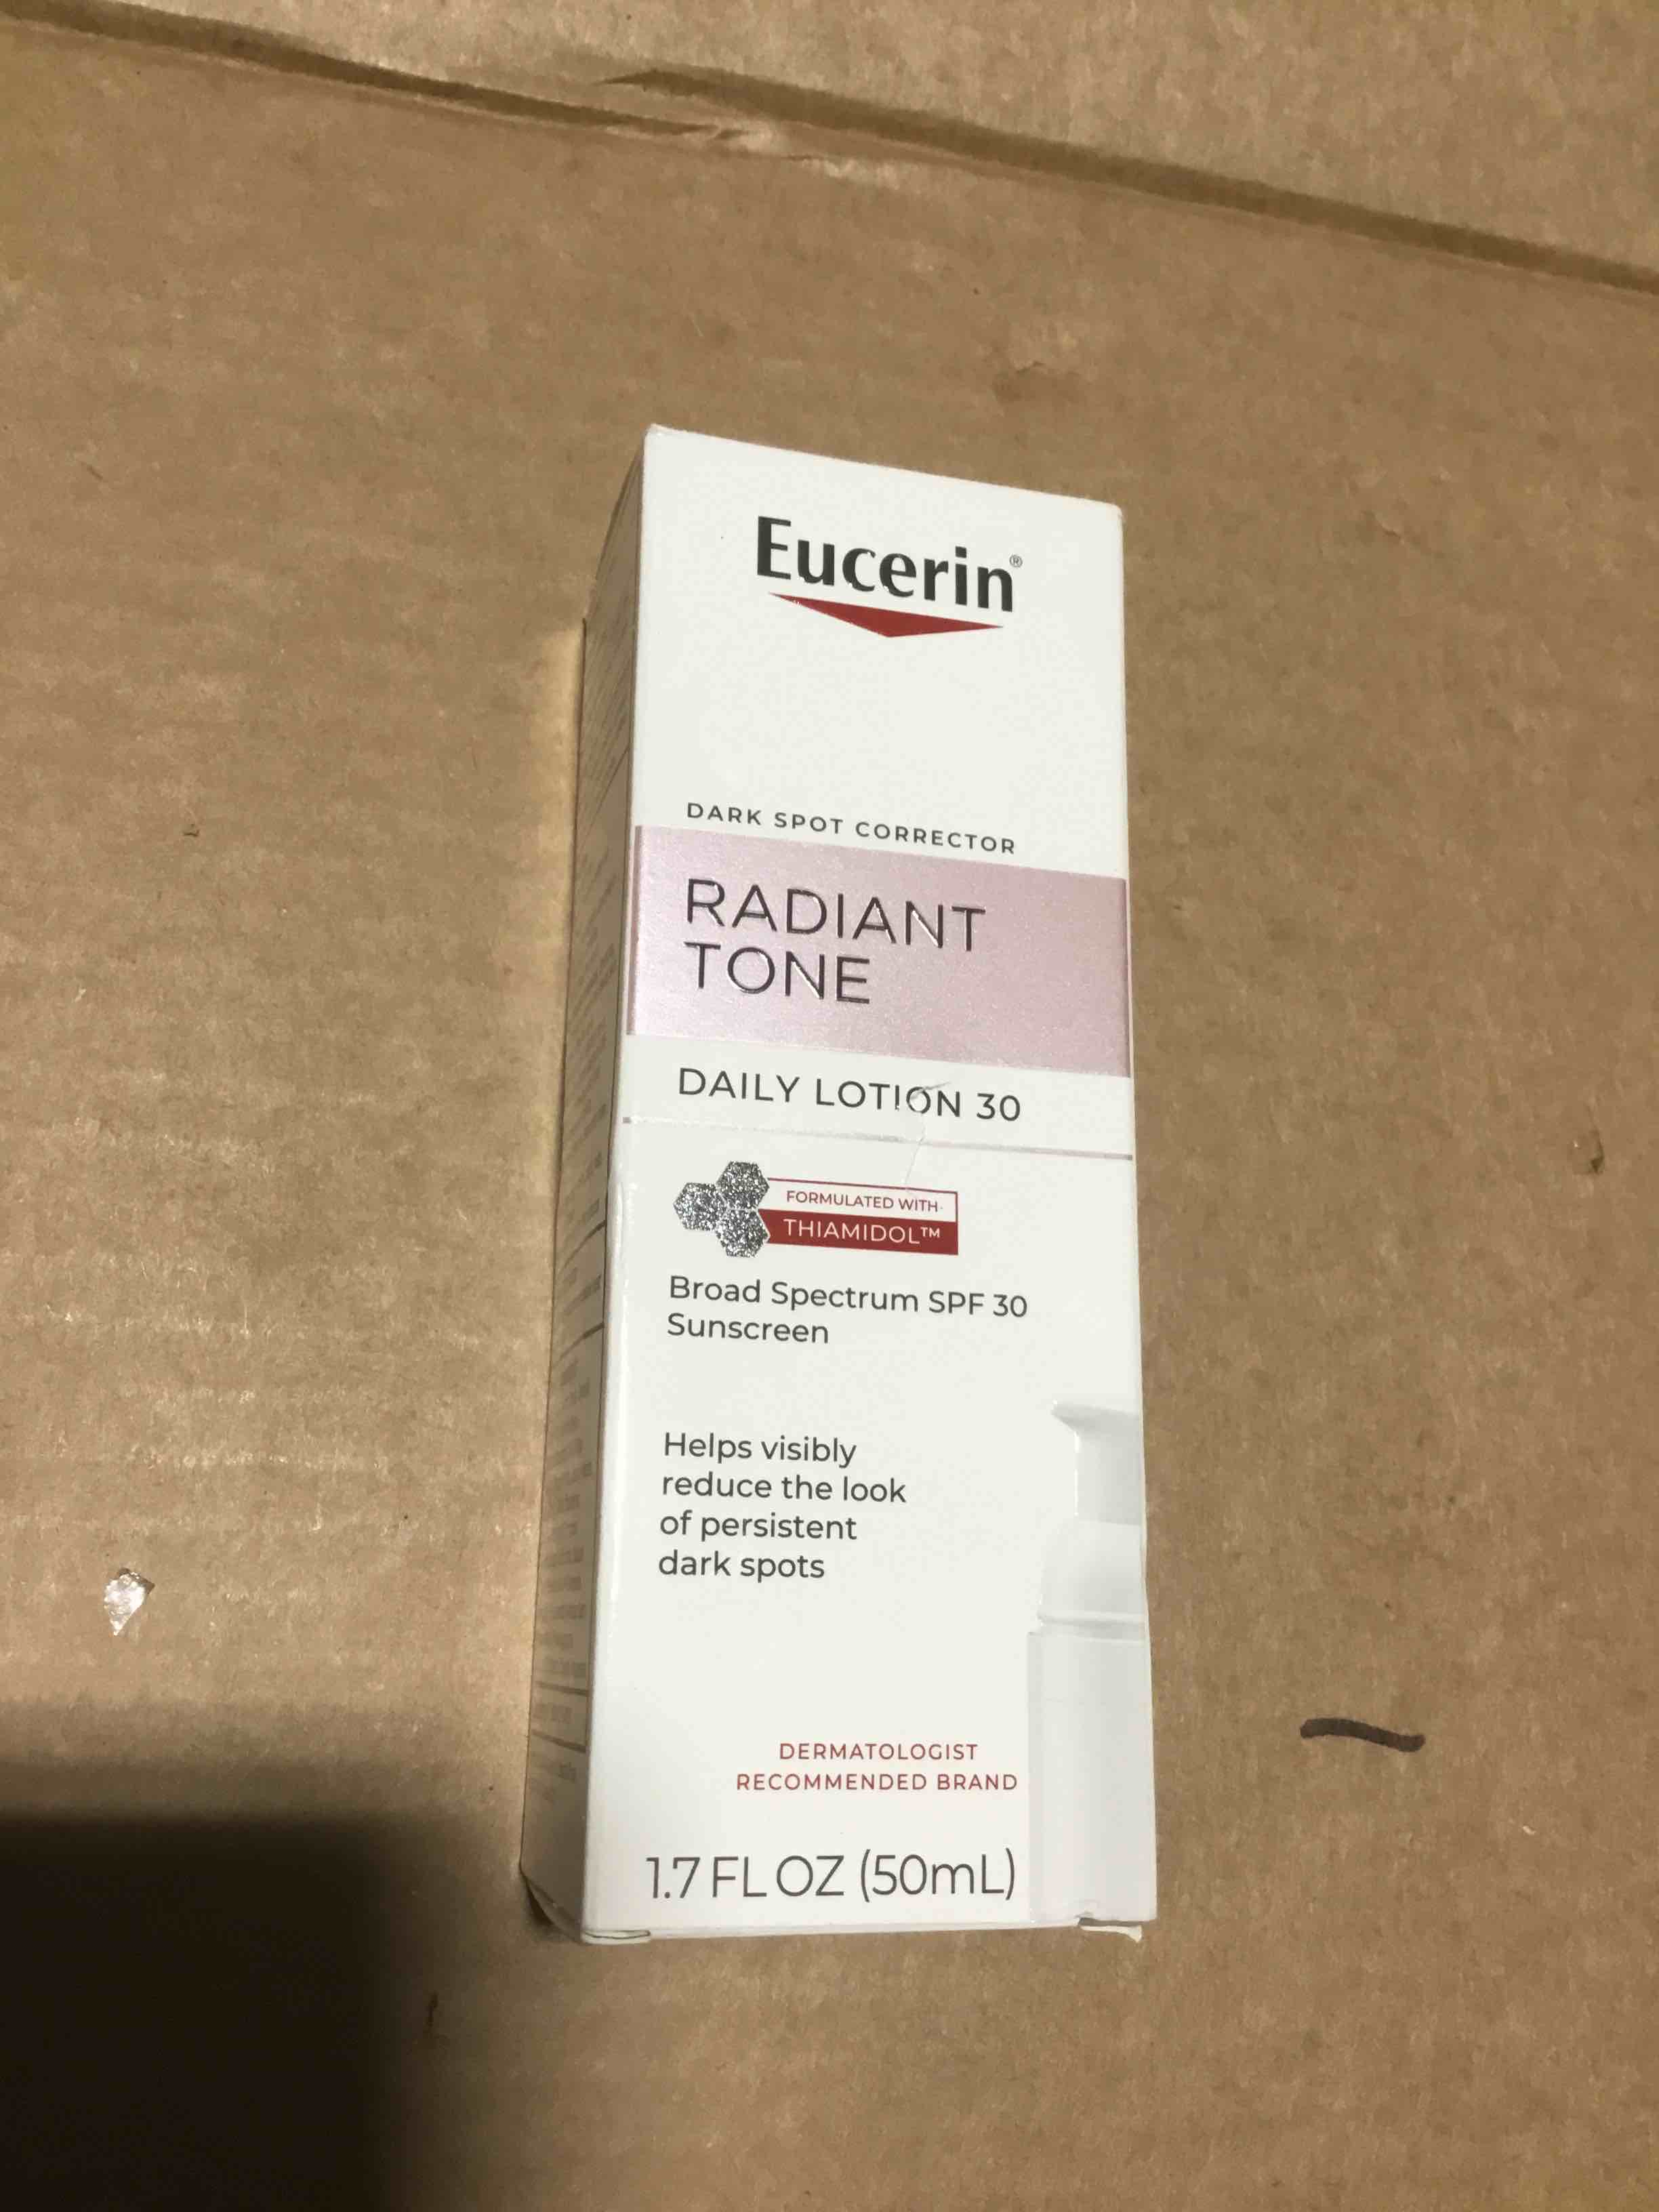 Eucerin®
DARK SPOT CORRECTOR
RADIANT
TONE
DAILY LOTION 30
FORMULATED WITH
THIAMIDOL™
Broad Spectrum SPF 30
Sunscreen
Helps visibly
reduce the look
of persistent
dark spots
DERMATOLOGIST
RECOMMENDED BRAND
1.7 FL OZ (50mL)